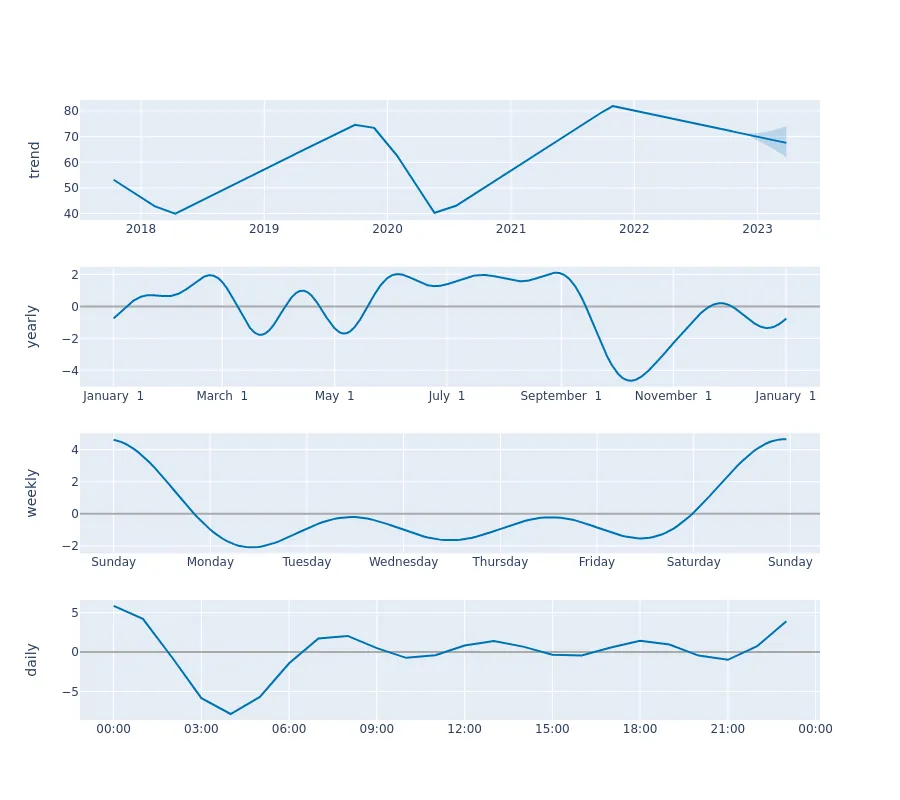 trend
80
70
60
50
40
2018 2019 2020 2021 2022 2023
yearly
2
0
−2
−4
January 1 March 1 May 1 July 1 September 1 November 1 January 1
weekly
4
2
0
−2
Sunday Monday Tuesday Wednesday Thursday Friday Saturday Sunday
daily
5
0
−5
00:00 03:00 06:00 09:00 12:00 15:00 18:00 21:00 00:00